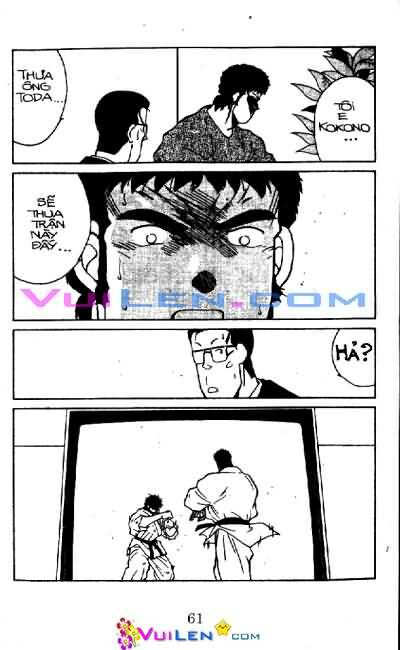 THƯA
ÔNG
TODA...
TÔI
E
KOKONO
...
SẼ
THUA
TRẬN
NÀY
ĐẤY...
VUILEN.COM
HẢ?
61
VUILEN.COM